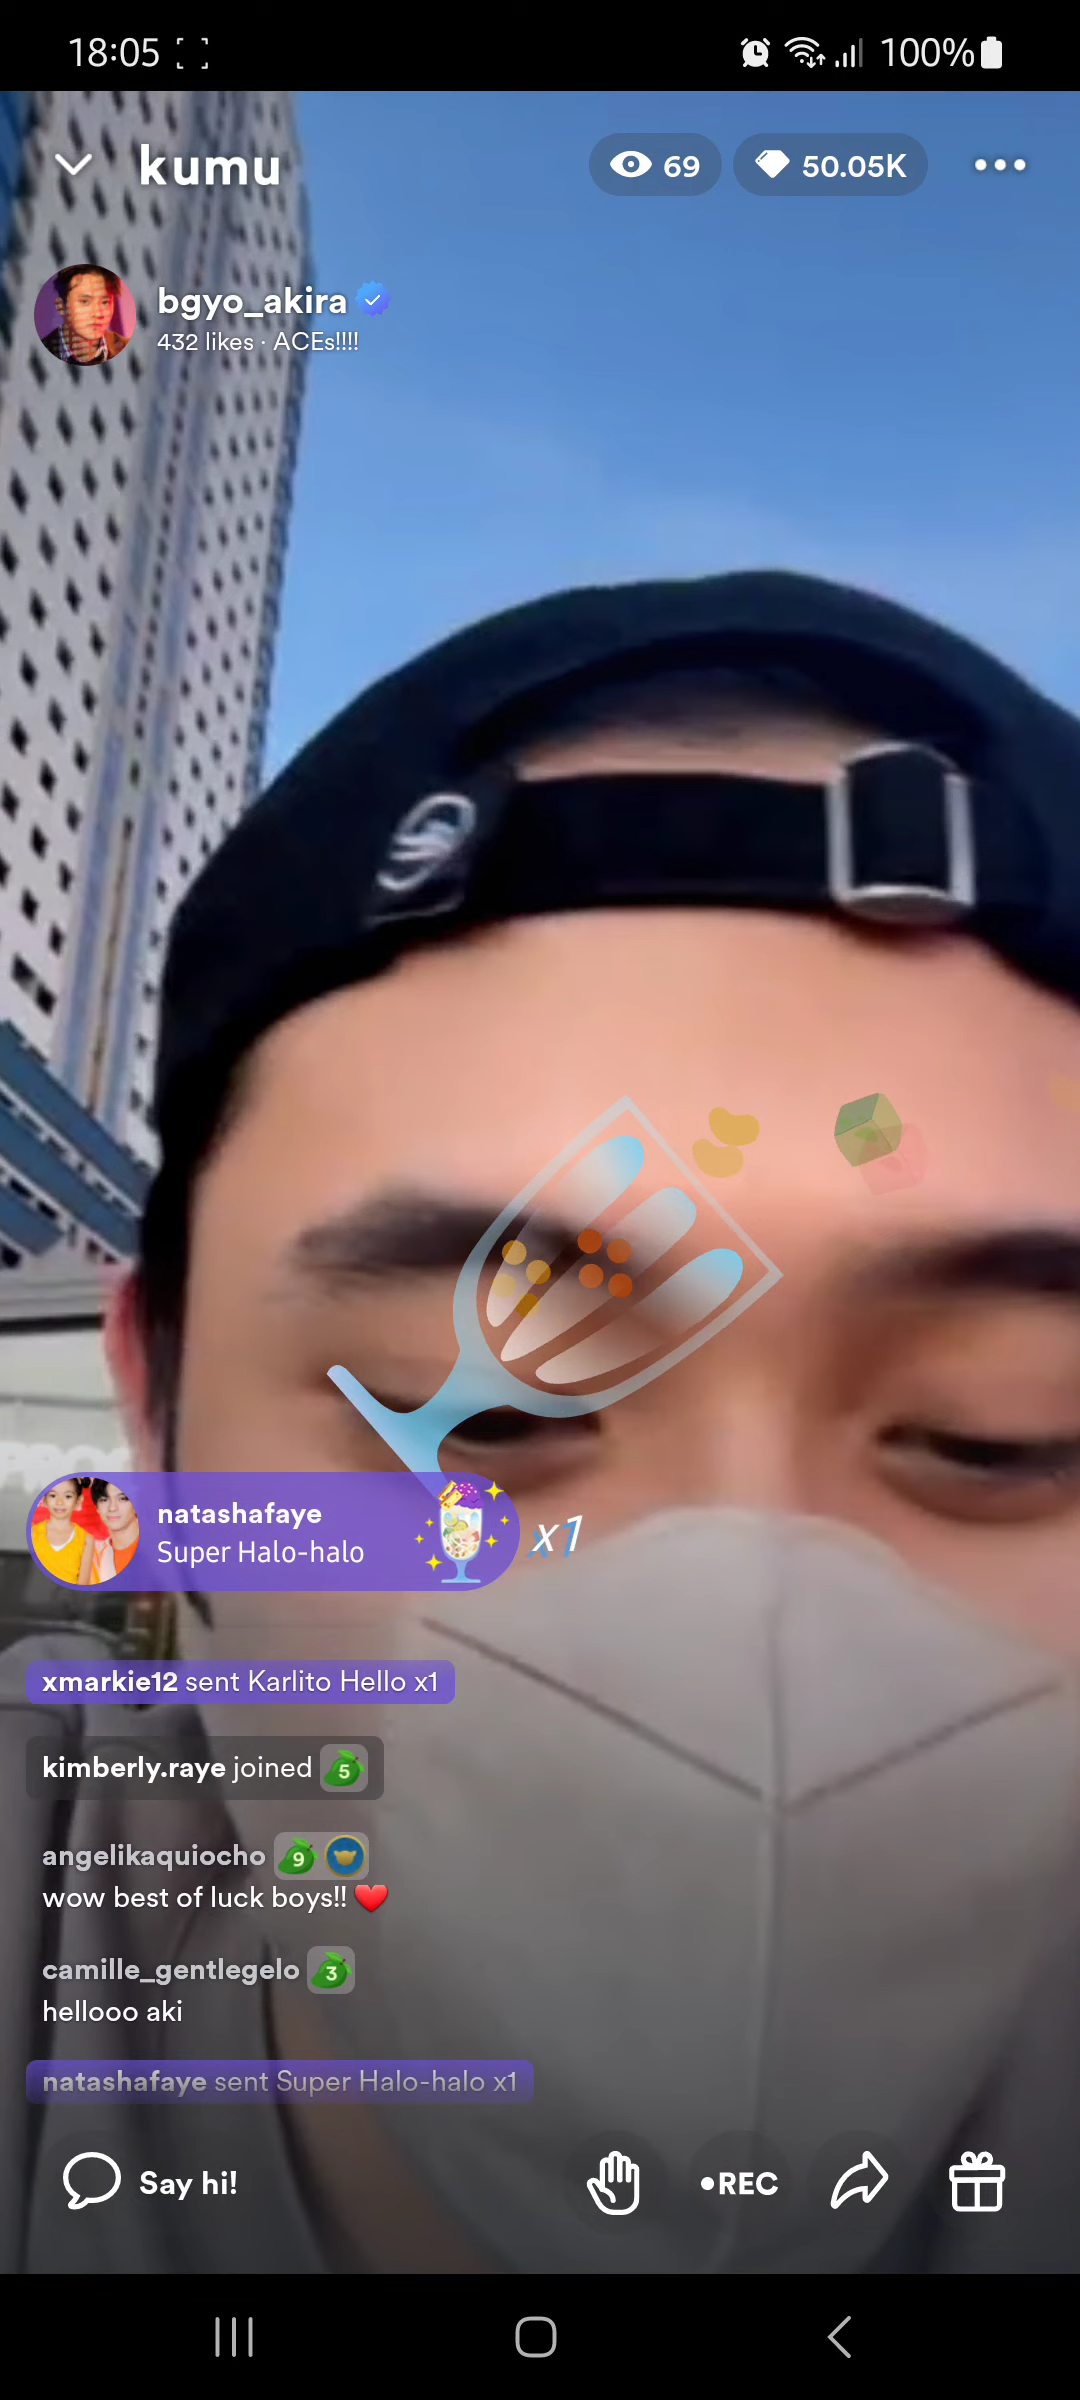 18:05
100%
kumu
69
50.05K
bgyo_akira
432 likes · ACEs!!!!
natashafaye
Super Halo-halo
x1
xmarkie12 sent Karlito Hello x1
kimberly.raye joined 5
angelikaquiocho 9
wow best of luck boys!! ❤️
camille_gentlegelo 3
hellooo aki
natashafaye sent Super Halo-halo x1
Say hi!
•REC